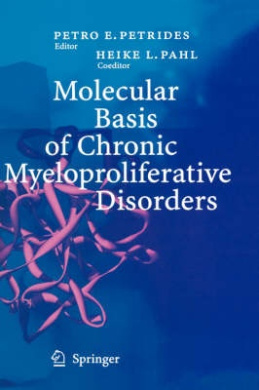 PETRO E. PETRIDES
Editor
HEIKE L. PAHL
Coeditor
Molecular
Basis
of Chronic
Myeloproliferative
Disorders
Springer